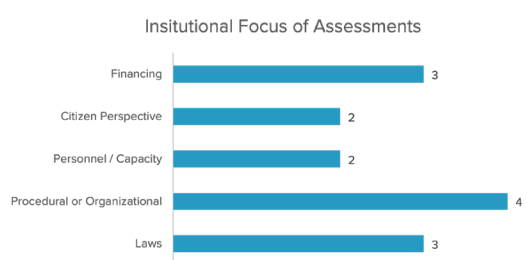 Insitutional Focus of Assessments
Financing 3
Citizen Perspective 2
Personnel / Capacity 2
Procedural or Organizational 4
Laws 3